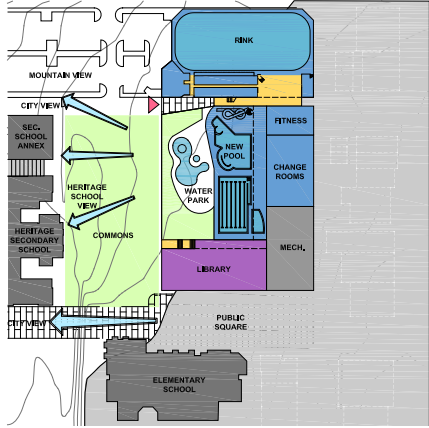 RINK
MOUNTAIN VIEW
CITY VIEW
SEC.
SCHOOL
ANNEX
FITNESS
NEW
POOL
CHANGE
ROOMS
HERITAGE
SCHOOL
VIEW
WATER
PARK
HERITAGE
SECONDARY
SCHOOL
COMMONS
MECH.
LIBRARY
CITY VIEW
PUBLIC
SQUARE
ELEMENTARY
SCHOOL